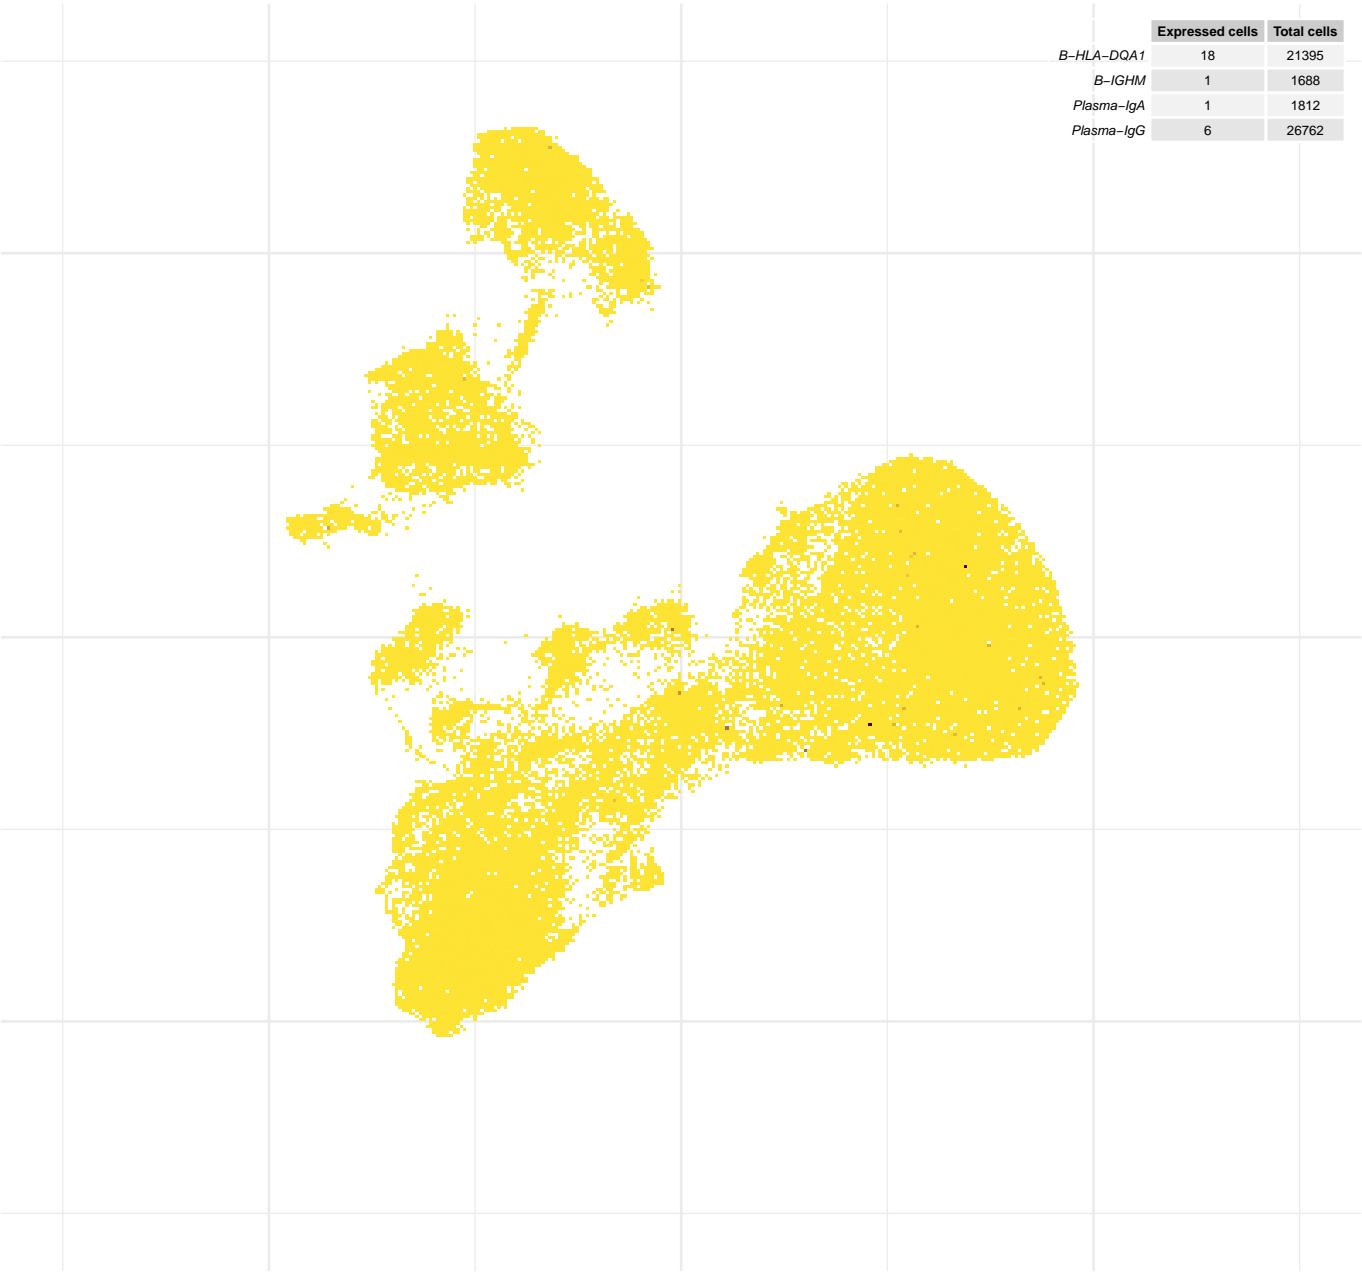 Expressed cells Total cells
B−HLA−DQA1 18 21395
B−IGHM 1 1688
Plasma−IgA 1 1812
Plasma−IgG 6 26762